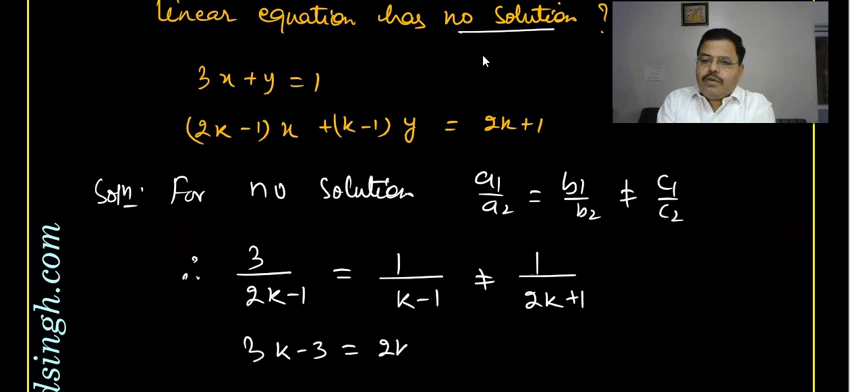 linear equation has no solution ?
3x + y = 1
(2k-1)x + (k-1)y = 2k+1
Soln. For no solution a₁/a₂ = b₁/b₂ ≠ c₁/c₂
∴ 3/(2k-1) = 1/(k-1) ≠ 1/(2k+1)
3k-3 = 2k
dsingh.com